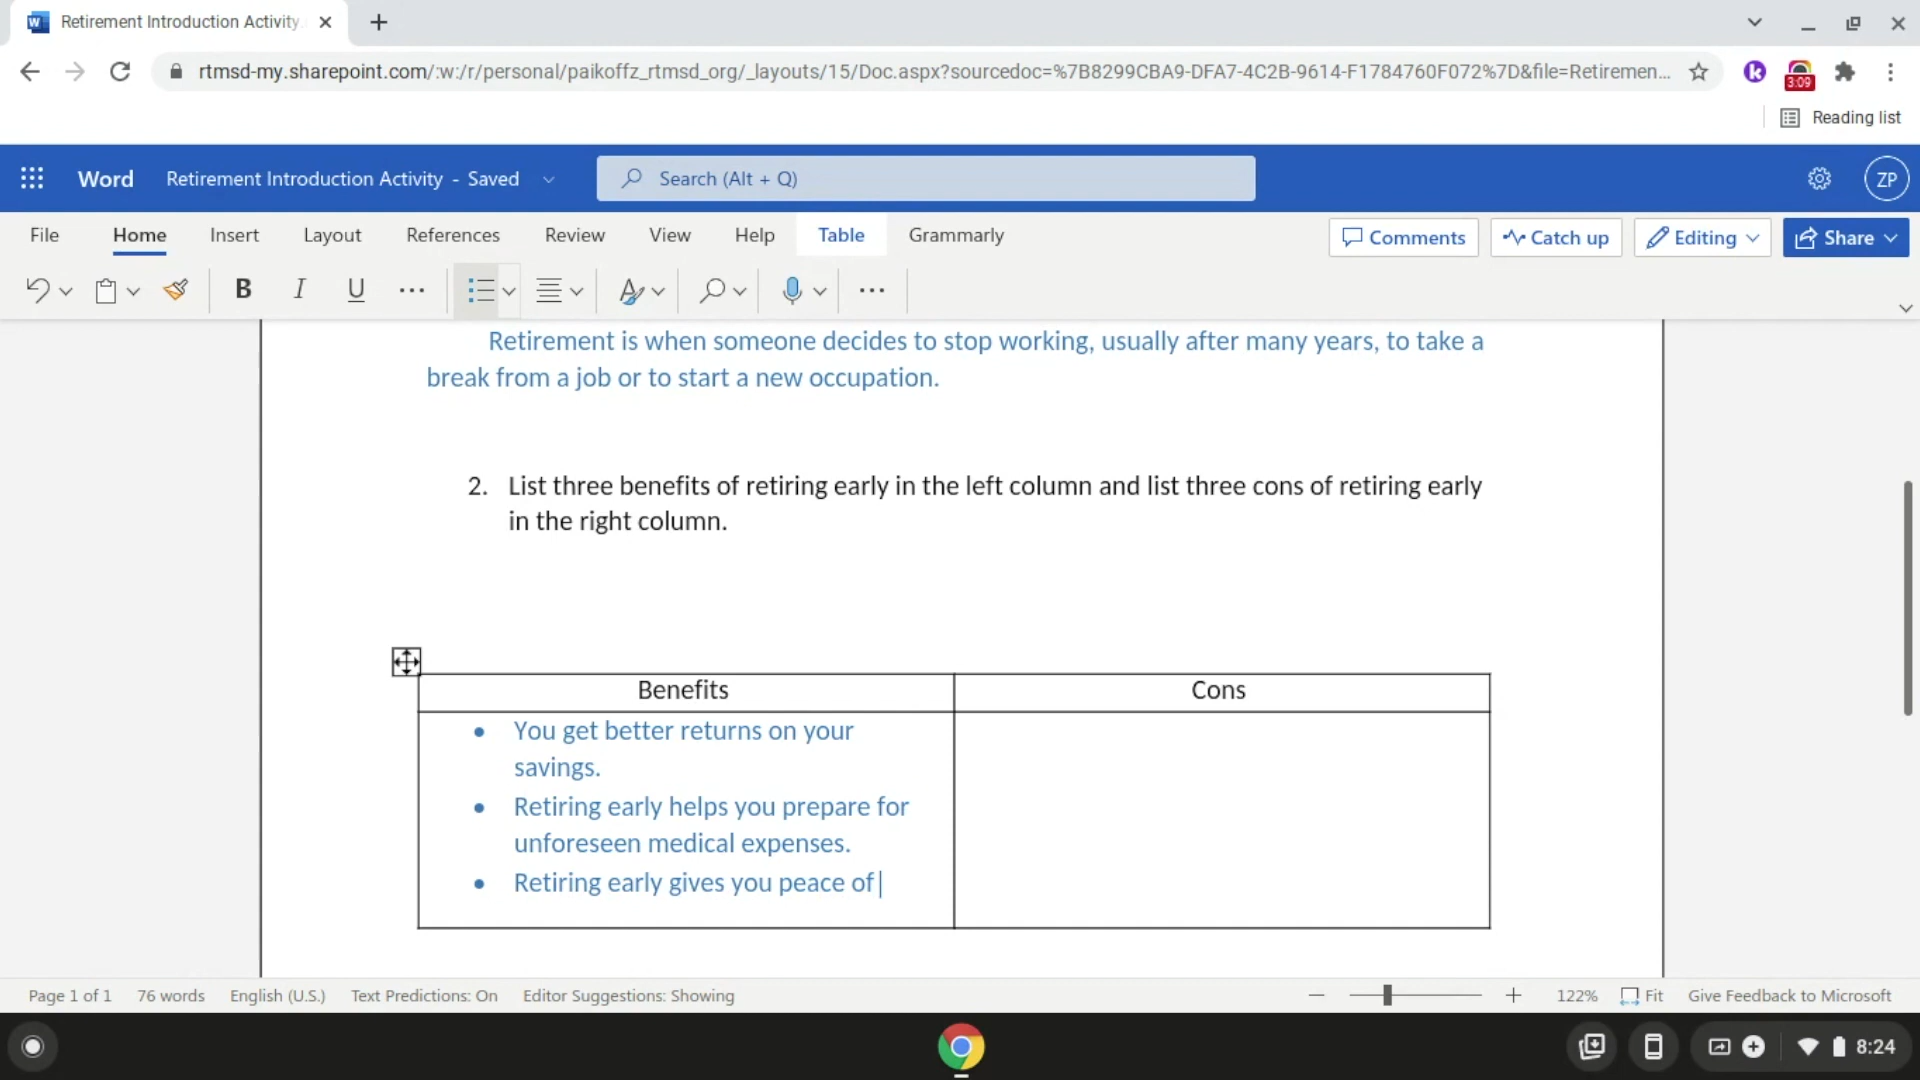 Retirement Introduction Activity
rtmsd-my.sharepoint.com/:w:/r/personal/paikoffz_rtmsd_org/_layouts/15/Doc.aspx?sourcedoc=%7B8299CBA9-DFA7-4C2B-9614-F1784760F072%7D&file=Retiremen...
k
3:09
Reading list
Word Retirement Introduction Activity - Saved
Search (Alt + Q)
ZP
File Home Insert Layout References Review View Help Table Grammarly
Comments Catch up Editing Share
B I U
Retirement is when someone decides to stop working, usually after many years, to take a
break from a job or to start a new occupation.
2. List three benefits of retiring early in the left column and list three cons of retiring early
in the right column.
Benefits Cons
• You get better returns on your
savings.
• Retiring early helps you prepare for
unforeseen medical expenses.
• Retiring early gives you peace of
Page 1 of 1 76 words English (U.S.) Text Predictions: On Editor Suggestions: Showing
122% Fit Give Feedback to Microsoft
8:24